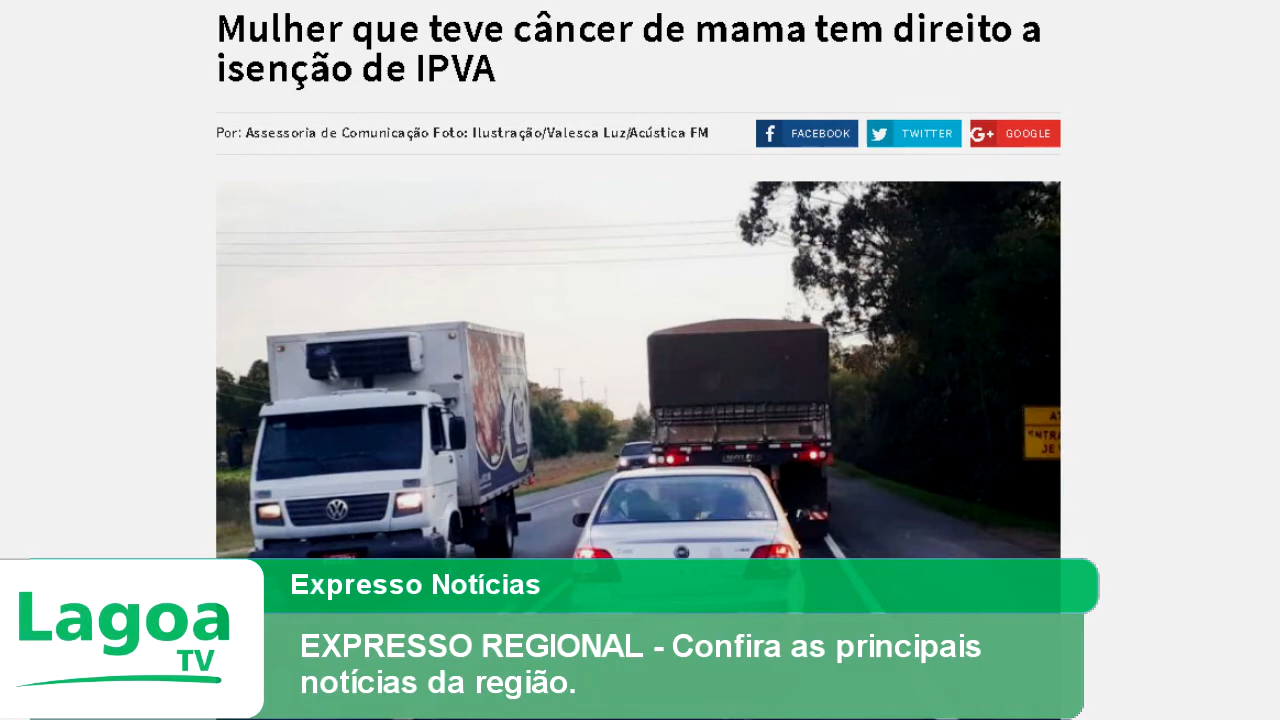 Mulher que teve câncer de mama tem direito a
isenção de IPVA
Por: Assessoria de Comunicação Foto: Ilustração/Valesca Luz/Acústica FM
FACEBOOK
TWITTER
G+ GOOGLE
Expresso Notícias
Lagoa
TV
EXPRESSO REGIONAL - Confira as principais
notícias da região.